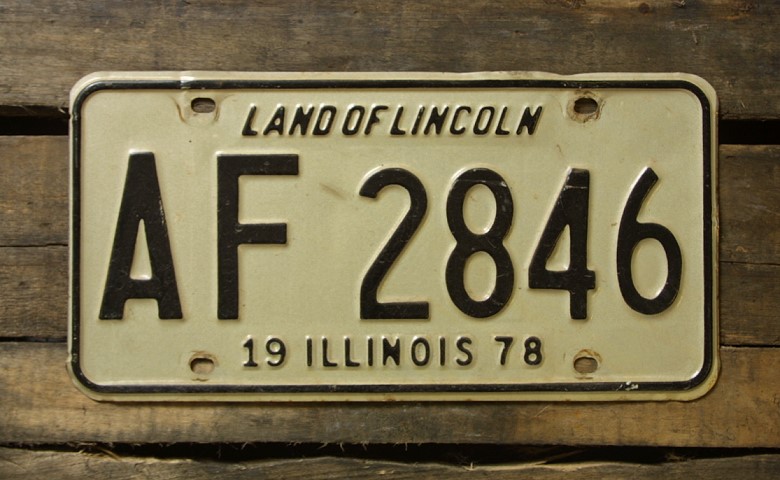 LAND OF LINCOLN
AF 2846
19 ILLINOIS 78